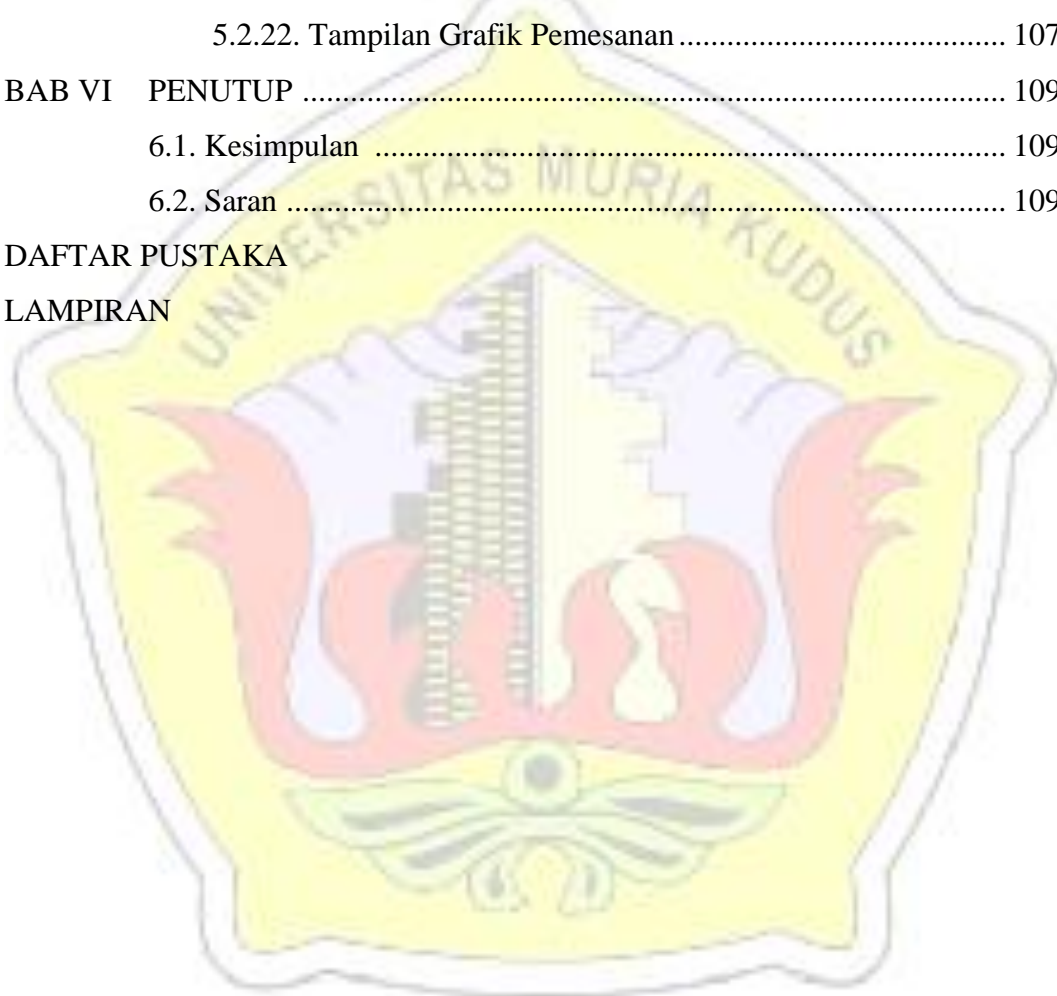 5.2.22. Tampilan Grafik Pemesanan ................................... 107
BAB VI PENUTUP ............................................................................ 109
6.1. Kesimpulan .................................................................... 109
6.2. Saran .............................................................................. 109
DAFTAR PUSTAKA
LAMPIRAN
UNIVERSITAS MURIA KUDUS